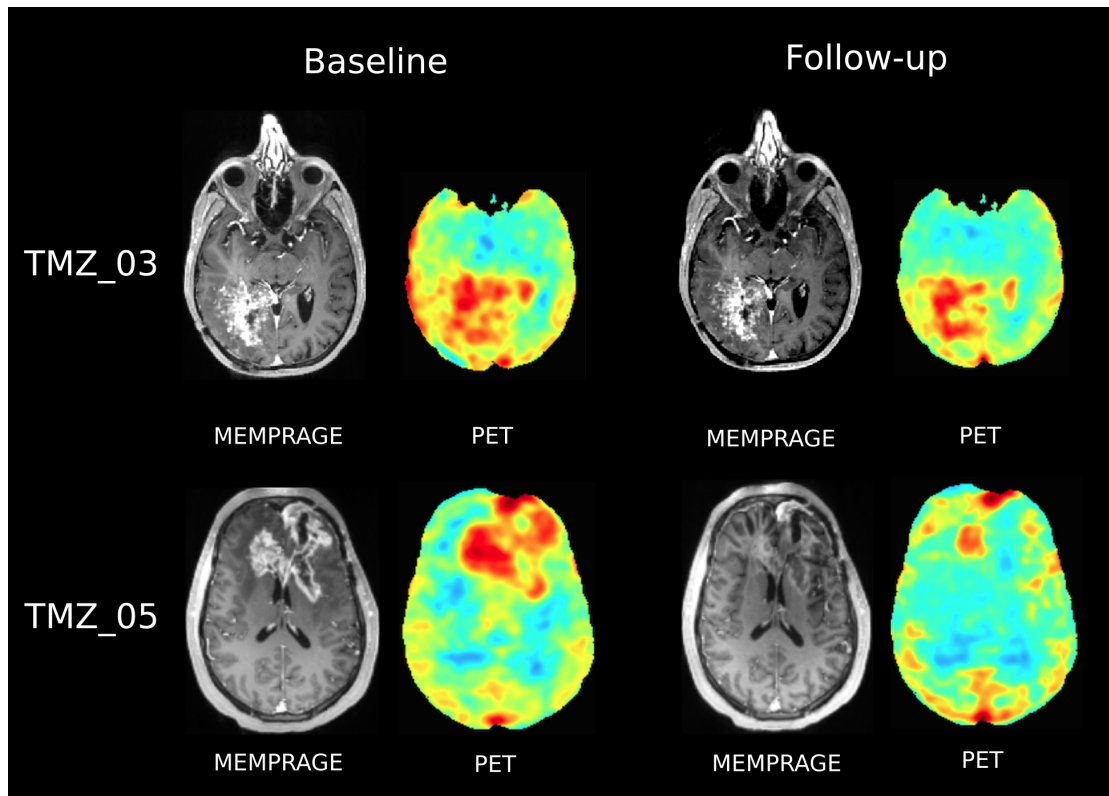 Baseline
Follow-up
TMZ_03
MEMPRAGE
PET
MEMPRAGE
PET
TMZ_05
MEMPRAGE
PET
MEMPRAGE
PET